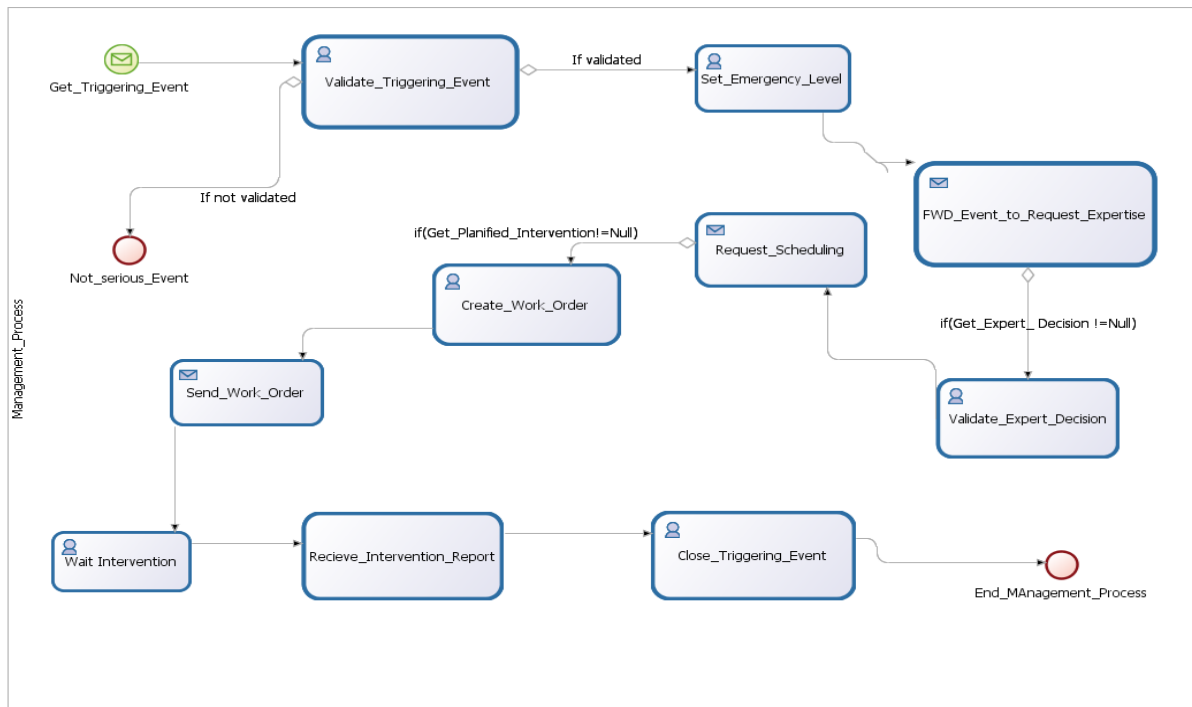 Get_Triggering_Event
Validate_Triggering_Event
If validated
Set_Emergency_Level
If not validated
Not_serious_Event
FWD_Event_to_Request_Expertise
if(Get_Planified_Intervention!=Null)
Request_Scheduling
Create_Work_Order
if(Get_Expert_ Decision !=Null)
Management_Process
Send_Work_Order
Validate_Expert_Decision
Wait Intervention
Recieve_Intervention_Report
Close_Triggering_Event
End_MAnagement_Process